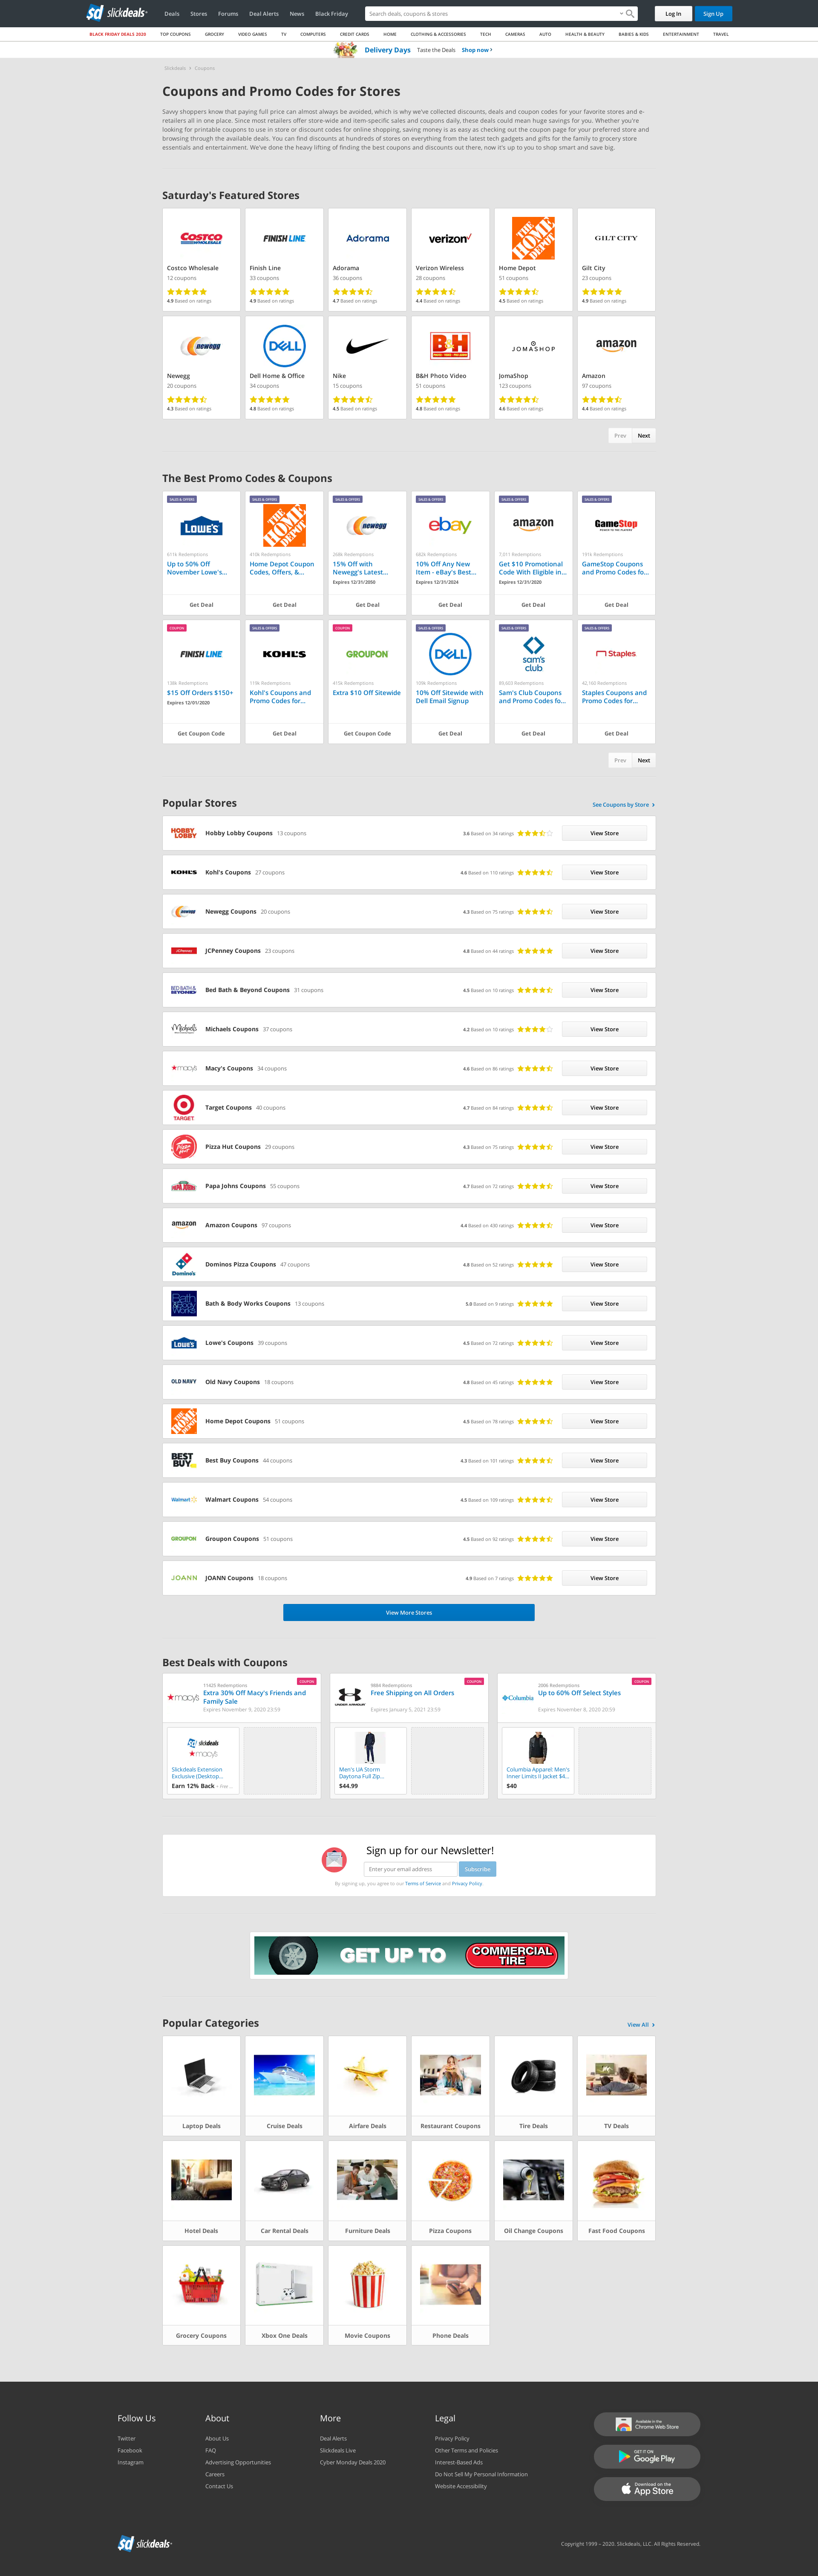 slickdeals
Deals Stores Forums Deal Alerts News Black Friday
Search deals, coupons & stores
Log In
Sign Up
BLACK FRIDAY DEALS 2020 TOP COUPONS GROCERY VIDEO GAMES TV COMPUTERS CREDIT CARDS HOME CLOTHING & ACCESSORIES TECH CAMERAS AUTO HEALTH & BEAUTY BABIES & KIDS ENTERTAINMENT TRAVEL
Delivery Days Taste the Deals Shop now
slickdeals > Coupons
Coupons and Promo Codes for Stores
Savvy shoppers know that paying full price can almost always be avoided, which is why we've collected discounts, deals and coupon codes for your favorite stores and e-
retailers all in one place. Since most retailers offer store-wide and item-specific sales and coupons daily, these deals could mean huge savings for you. Whether you're
looking for printable coupons to use in store or discount codes for online shopping, saving money is as easy as checking the coupon page for your preferred store and
browsing through the available deals. You can find discounts at hundreds of stores on everything from the latest tech gadgets and gifts for the family to your shopping
essentials and entertainment. We've done the heavy lifting of finding the best coupons and discounts out there, now it's up to you to shop smart and save big.
Saturday's Featured Stores
Costco Wholesale
12 coupons
4.9 Based on ratings
Finish Line
33 coupons
4.9 Based on ratings
Adorama
36 coupons
4.7 Based on ratings
Verizon Wireless
28 coupons
4.4 Based on ratings
Home Depot
51 coupons
4.5 Based on ratings
Gilt City
23 coupons
4.9 Based on ratings
Newegg
20 coupons
4.3 Based on ratings
Dell Home & Office
34 coupons
4.8 Based on ratings
Nike
15 coupons
4.5 Based on ratings
B&H Photo Video
51 coupons
4.8 Based on ratings
JomaShop
123 coupons
4.6 Based on ratings
Amazon
97 coupons
4.4 Based on ratings
Prev Next
The Best Promo Codes & Coupons
SALES & OFFERS
LOWE'S
611k Redemptions
Up to 50% Off
November Lowe's...
Get Deal
SALES & OFFERS
410k Redemptions
Home Depot Coupon
Codes, Offers, &...
Get Deal
SALES & OFFERS
newegg
268k Redemptions
15% Off with
Newegg's Latest...
Expires 12/31/2050
Get Deal
SALES & OFFERS
ebay
682k Redemptions
10% Off Any New
Item - eBay's Best...
Expires 12/31/2024
Get Deal
SALES & OFFERS
amazon
7,011 Redemptions
Get $10 Promotional
Code With Eligible in...
Expires 12/31/2020
Get Deal
SALES & OFFERS
GameStop
191k Redemptions
GameStop Coupons
and Promo Codes fo...
Get Deal
COUPON
FINISH LINE
138k Redemptions
$15 Off Orders $150+
Expires 12/01/2020
Get Coupon Code
SALES & OFFERS
KOHL'S
119k Redemptions
Kohl's Coupons and
Promo Codes for...
Get Deal
COUPON
GROUPON
415k Redemptions
Extra $10 Off Sitewide
Get Coupon Code
SALES & OFFERS
DELL
109k Redemptions
10% Off Sitewide with
Dell Email Signup
Get Deal
SALES & OFFERS
sam's club
89,603 Redemptions
Sam's Club Coupons
and Promo Codes fo...
Get Deal
SALES & OFFERS
Staples
42,160 Redemptions
Staples Coupons and
Promo Codes for...
Get Deal
Prev Next
Popular Stores
See Coupons by Store
Hobby Lobby Coupons 13 coupons 3.6 Based on 34 ratings View Store
Kohl's Coupons 27 coupons 4.6 Based on 110 ratings View Store
Newegg Coupons 20 coupons 4.3 Based on 75 ratings View Store
JCPenney Coupons 23 coupons 4.8 Based on 44 ratings View Store
Bed Bath & Beyond Coupons 31 coupons 4.5 Based on 10 ratings View Store
Michaels Coupons 37 coupons 4.2 Based on 10 ratings View Store
Macy's Coupons 34 coupons 4.6 Based on 86 ratings View Store
Target Coupons 40 coupons 4.7 Based on 64 ratings View Store
Pizza Hut Coupons 29 coupons 4.3 Based on 75 ratings View Store
Papa Johns Coupons 55 coupons 4.7 Based on 72 ratings View Store
Amazon Coupons 97 coupons 4.4 Based on 630 ratings View Store
Dominos Pizza Coupons 47 coupons 4.8 Based on 52 ratings View Store
Bath & Body Works Coupons 13 coupons 5.0 Based on 9 ratings View Store
Lowe's Coupons 39 coupons 4.5 Based on 72 ratings View Store
Old Navy Coupons 18 coupons 4.8 Based on 45 ratings View Store
Home Depot Coupons 51 coupons 4.5 Based on 78 ratings View Store
Best Buy Coupons 44 coupons 4.3 Based on 101 ratings View Store
Walmart Coupons 54 coupons 4.5 Based on 109 ratings View Store
Groupon Coupons 51 coupons 4.5 Based on 92 ratings View Store
JOANN Coupons 18 coupons 4.9 Based on 7 ratings View Store
View More Stores
Best Deals with Coupons
macys
11425 Redemptions
COUPON
Extra 30% Off Macy's Friends and
Family Sale
Expires November 9, 2020 23:59
Slickdeals Extension
Exclusive (Desktop...
Earn 12% Back
UNDER ARMOUR
9884 Redemptions
COUPON
Free Shipping on All Orders
Expires January 5, 2021 23:59
Men's UA Storm
Daytona Full Zip...
$44.99
Columbia
2006 Redemptions
COUPON
Up to 60% Off Select Styles
Expires November 8, 2020 20:59
Columbia Apparel: Men's
Inner Limits II Jacket $4...
$40
Sign up for our Newsletter!
Enter your email address
Subscribe
By signing up, you agree to our Terms of Service and Privacy Policy.
GET UP TO COMMERCIAL TIRE
Popular Categories
View All
Laptop Deals
Cruise Deals
Airfare Deals
Restaurant Coupons
Tire Deals
TV Deals
Hotel Deals
Car Rental Deals
Furniture Deals
Pizza Coupons
Oil Change Coupons
Fast Food Coupons
Grocery Coupons
Xbox One Deals
Movie Coupons
Phone Deals
Follow Us
Twitter
Facebook
Instagram
About
About Us
FAQ
Advertising Opportunities
Careers
Contact Us
More
Deal Alerts
Slickdeals Live
Cyber Monday Deals 2020
Legal
Privacy Policy
Other Terms and Policies
Interest-Based Ads
Do Not Sell My Personal Information
Website Accessibility
Available in the
Chrome Web Store
GET IT ON
Google Play
Download on the
App Store
slickdeals
Copyright 1999 – 2020. Slickdeals, LLC. All Rights Reserved.